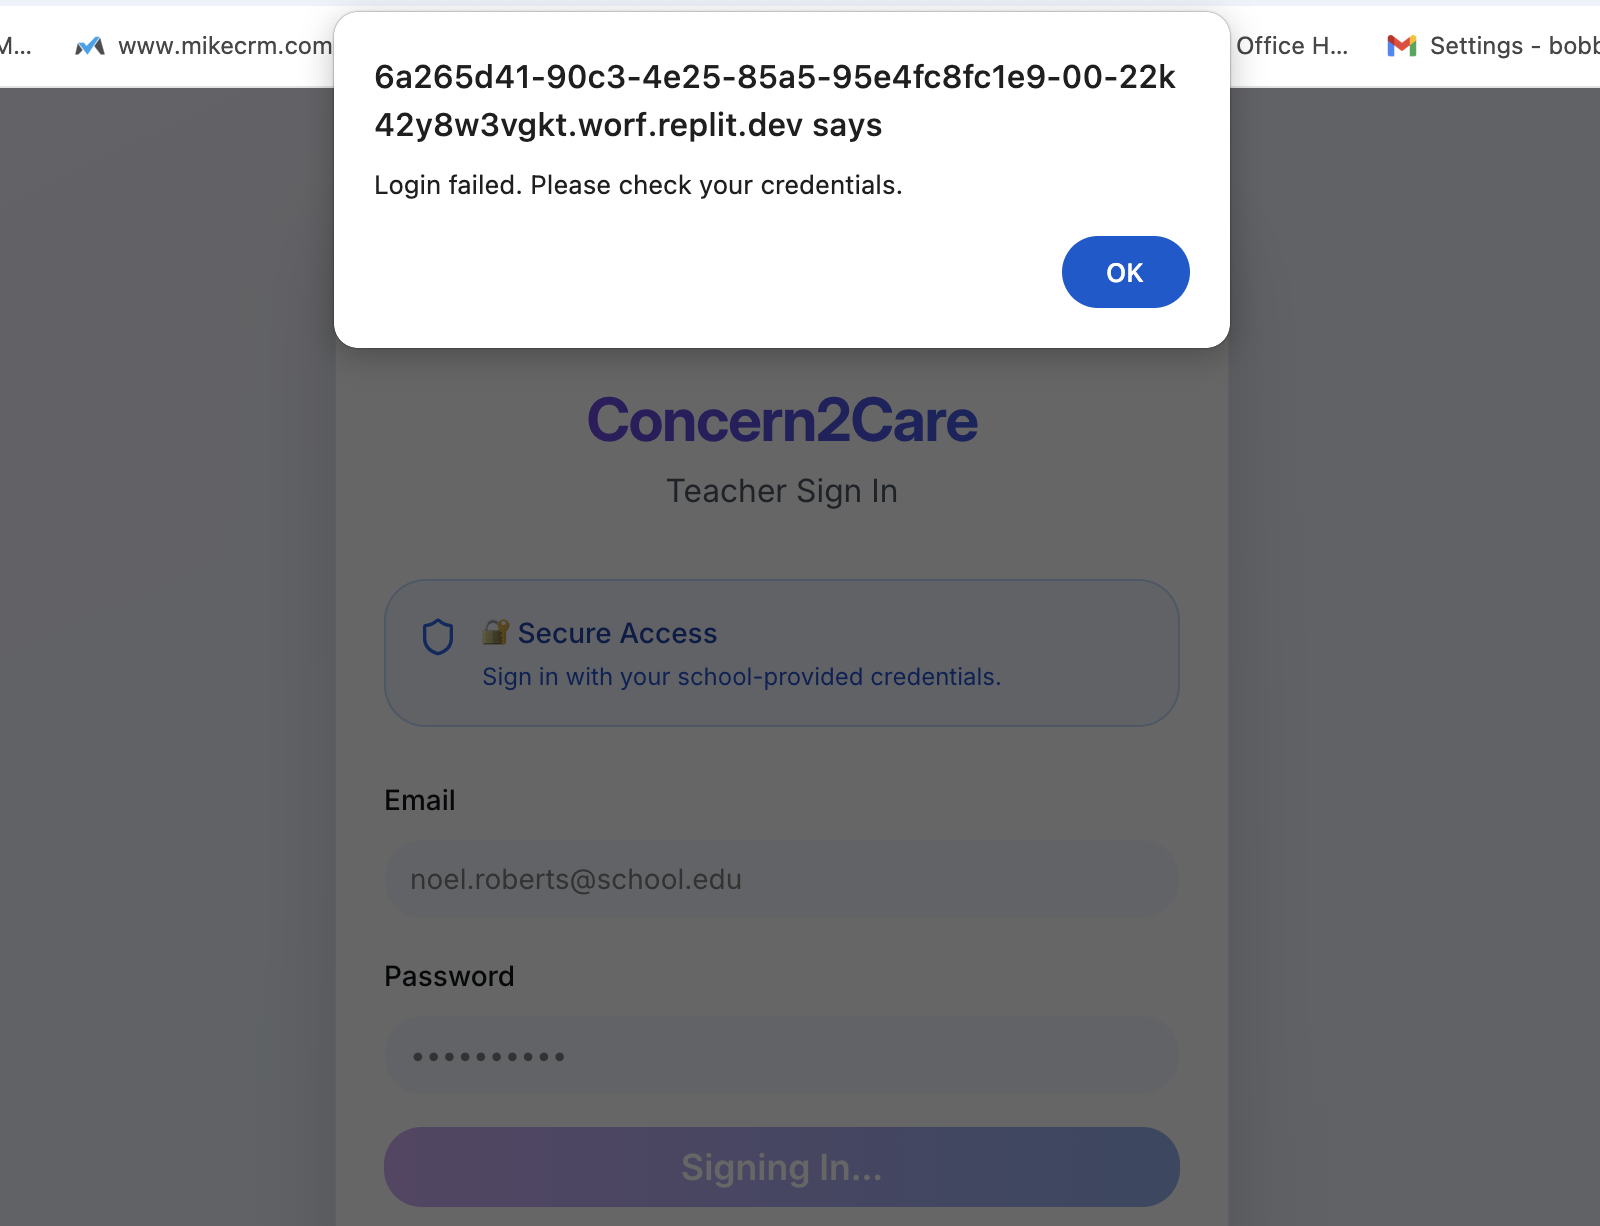 M...
www.mikecrm.com
Office H...
Settings - bobb
6a265d41-90c3-4e25-85a5-95e4fc8fc1e9-00-22k
42y8w3vgkt.worf.replit.dev says
Login failed. Please check your credentials.
OK
Concern2Care
Teacher Sign In
🔐 Secure Access
Sign in with your school-provided credentials.
Email
noel.roberts@school.edu
Password
••••••••••
Signing In...